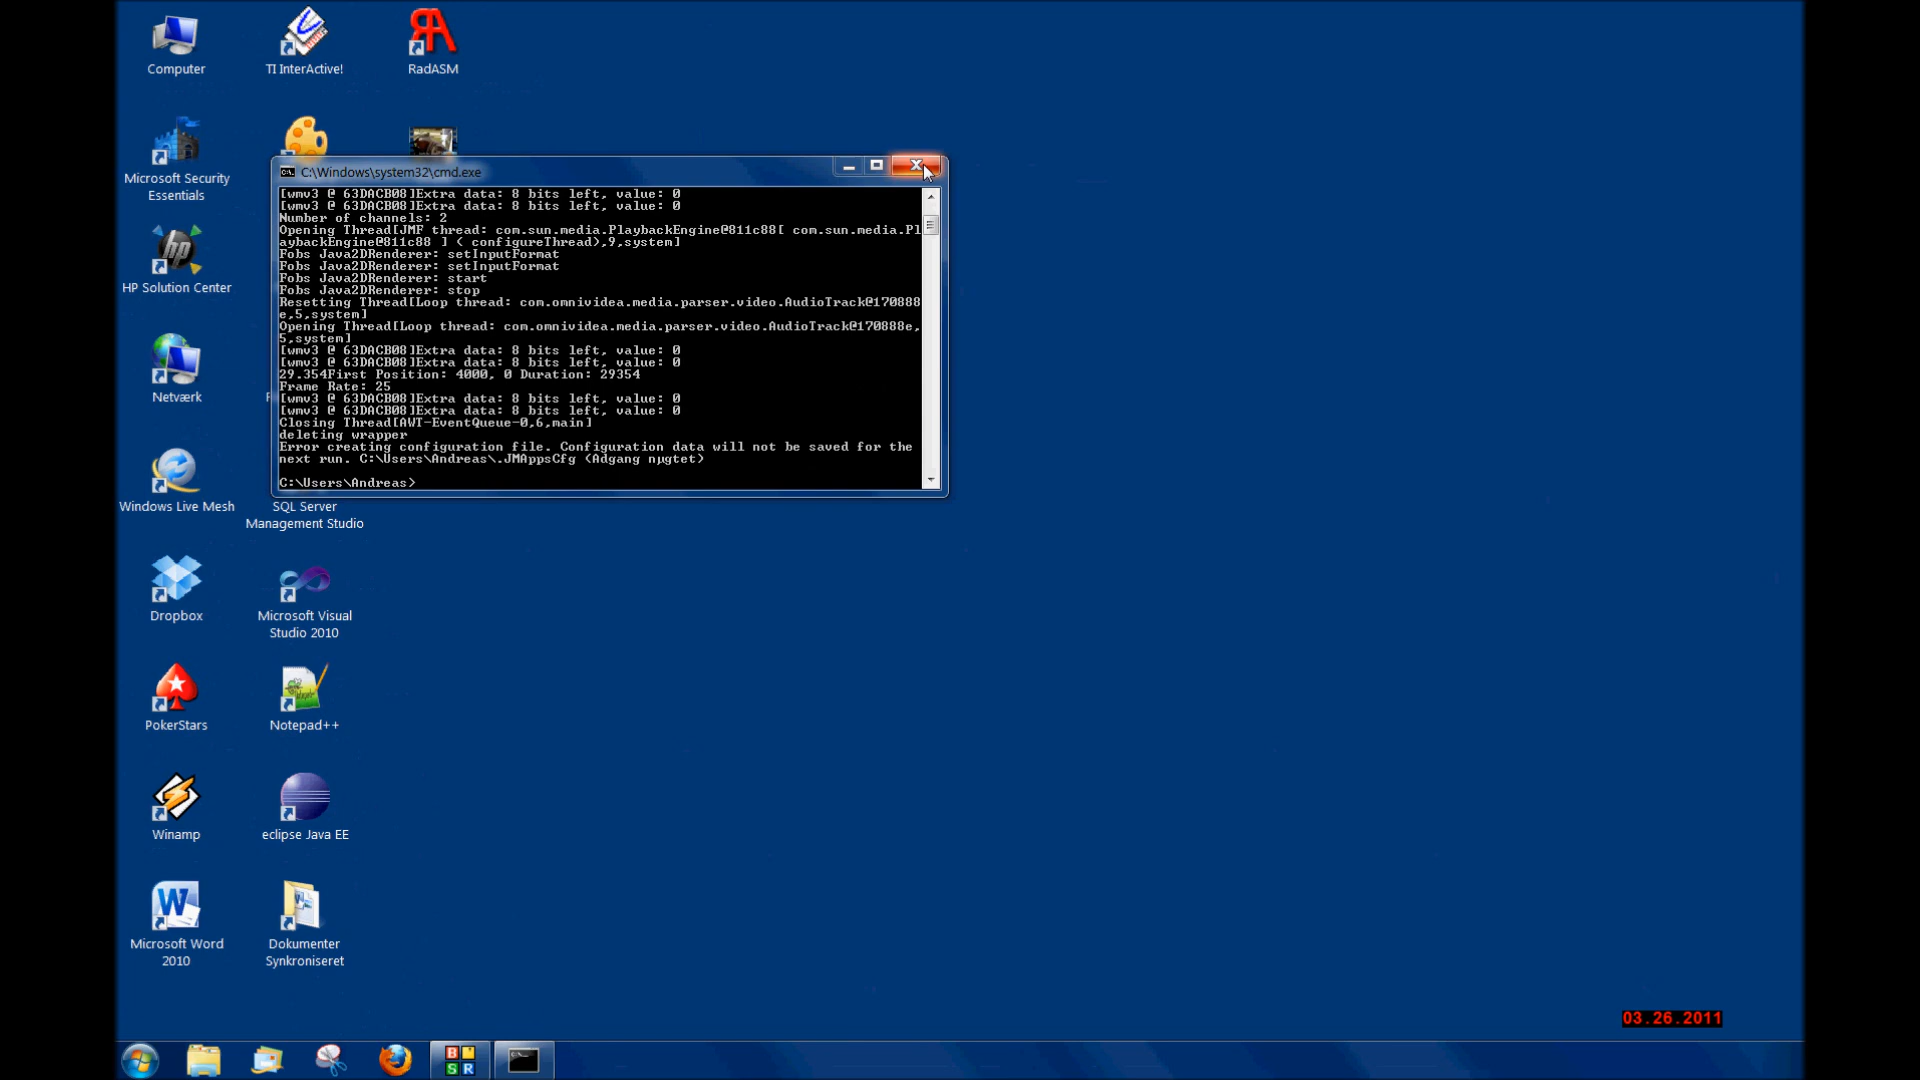 Computer
TI InterActive!
RadASM
Microsoft Security
Essentials
HP Solution Center
Netværk
Windows Live Mesh
SQL Server
Management Studio
Dropbox
Microsoft Visual
Studio 2010
PokerStars
Notepad++
Winamp
eclipse Java EE
Microsoft Word
2010
Dokumenter
Synkroniseret
C:\Windows\system32\cmd.exe
[wmv3 @ 63DACB08]Extra data: 8 bits left, value: 0
[wmv3 @ 63DACB08]Extra data: 8 bits left, value: 0
Number of channels: 2
Opening Thread[JMF thread: com.sun.media.PlaybackEngine@811c88[ com.sun.media.Pl
aybackEngine@811c88 ] ( configureThread),9,system]
Fobs Java2DRenderer: setInputFormat
Fobs Java2DRenderer: setInputFormat
Fobs Java2DRenderer: start
Fobs Java2DRenderer: stop
Resetting Thread[Loop thread: com.omnividea.media.parser.video.AudioTrack@170888
e,5,system]
Opening Thread[Loop thread: com.omnividea.media.parser.video.AudioTrack@170888e,
5,system]
[wmv3 @ 63DACB08]Extra data: 8 bits left, value: 0
[wmv3 @ 63DACB08]Extra data: 8 bits left, value: 0
29.354First Position: 4000, 0 Duration: 29354
Frame Rate: 25
[wmv3 @ 63DACB08]Extra data: 8 bits left, value: 0
[wmv3 @ 63DACB08]Extra data: 8 bits left, value: 0
Closing Thread[AWT-EventQueue-0,6,main]
deleting wrapper
Error creating configuration file. Configuration data will not be saved for the
next run. C:\Users\Andreas\.JMAppsCfg (Adgang nµgtet)
C:\Users\Andreas>
03.26.2011
B
S R
hp
W